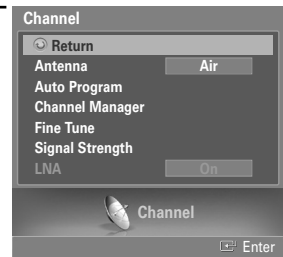 Channel
Return
Antenna Air
Auto Program
Channel Manager
Fine Tune
Signal Strength
LNA On
Channel
Enter